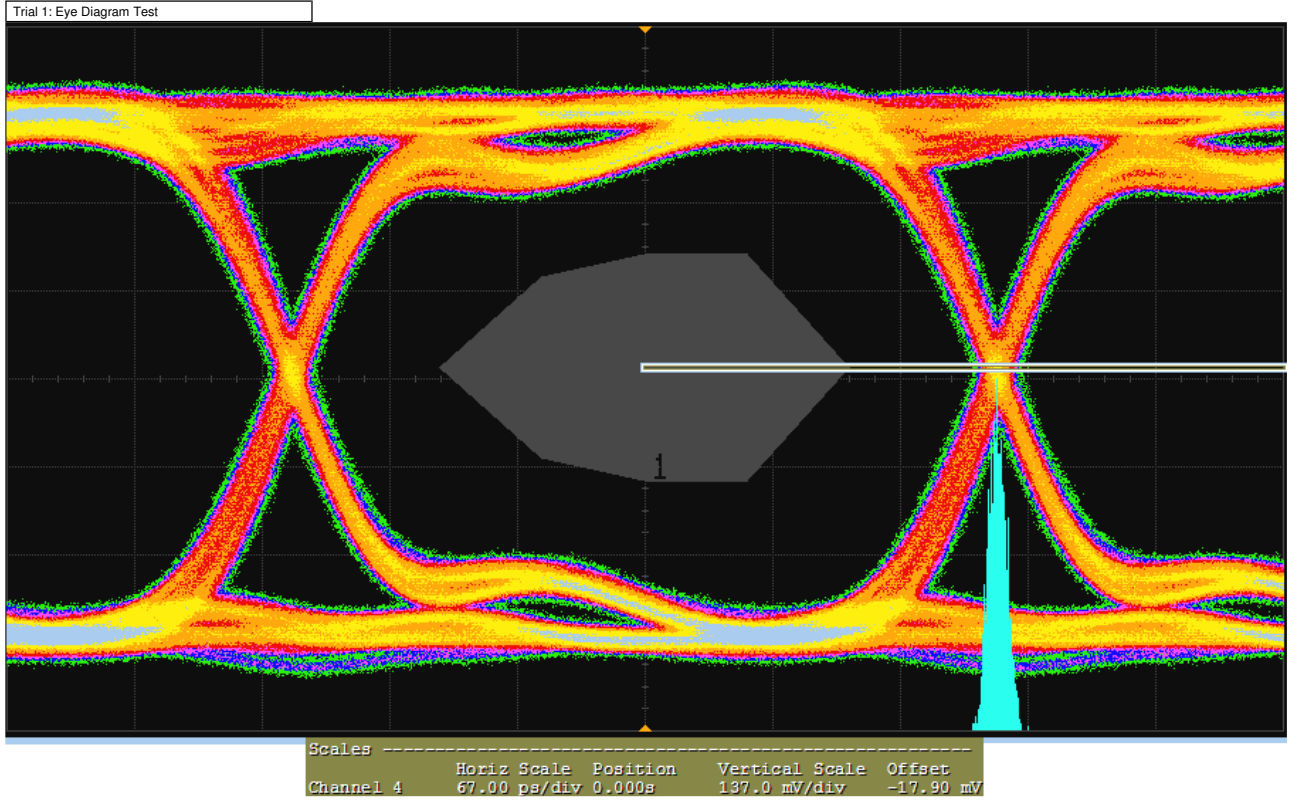 Trial 1: Eye Diagram Test
1
Scales ---------------------------------------------------------
Horiz Scale Position Vertical Scale Offset
Channel 4 67.00 ps/div 0.000s 137.0 mV/div -17.90 mV